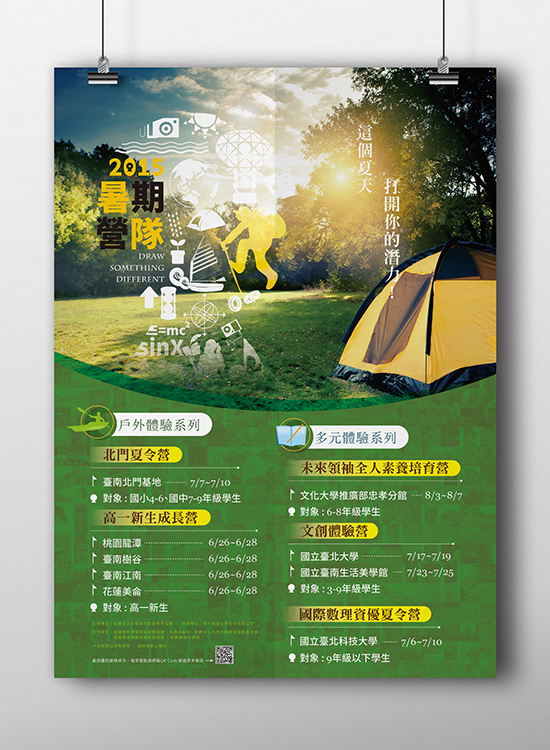 2015
暑期
營隊
DRAW
SOMETHING
DIFFERENT
這個夏天
打開你的潛力!
E=mc²
sinX
戶外體驗系列
北門夏令營
臺南北門基地 7/7~7/10
對象:國小4-6、國中7-9年級學生
高一新生成長營
桃園龍潭 6/26~6/28
臺南樹谷 6/26~6/28
臺南江南 6/26~6/28
花蓮美侖 6/26~6/28
對象:高一新生
多元體驗系列
未來領袖全人素養培育營
文化大學推廣部忠孝分館 8/3~8/7
對象:6-8年級學生
文創體驗營
國立臺北大學 7/17~7/19
國立臺南生活美學館 7/23~7/25
對象:3-9年級學生
國際數理資優夏令營
國立臺北科技大學 7/6~7/10
對象:9年級以下學生